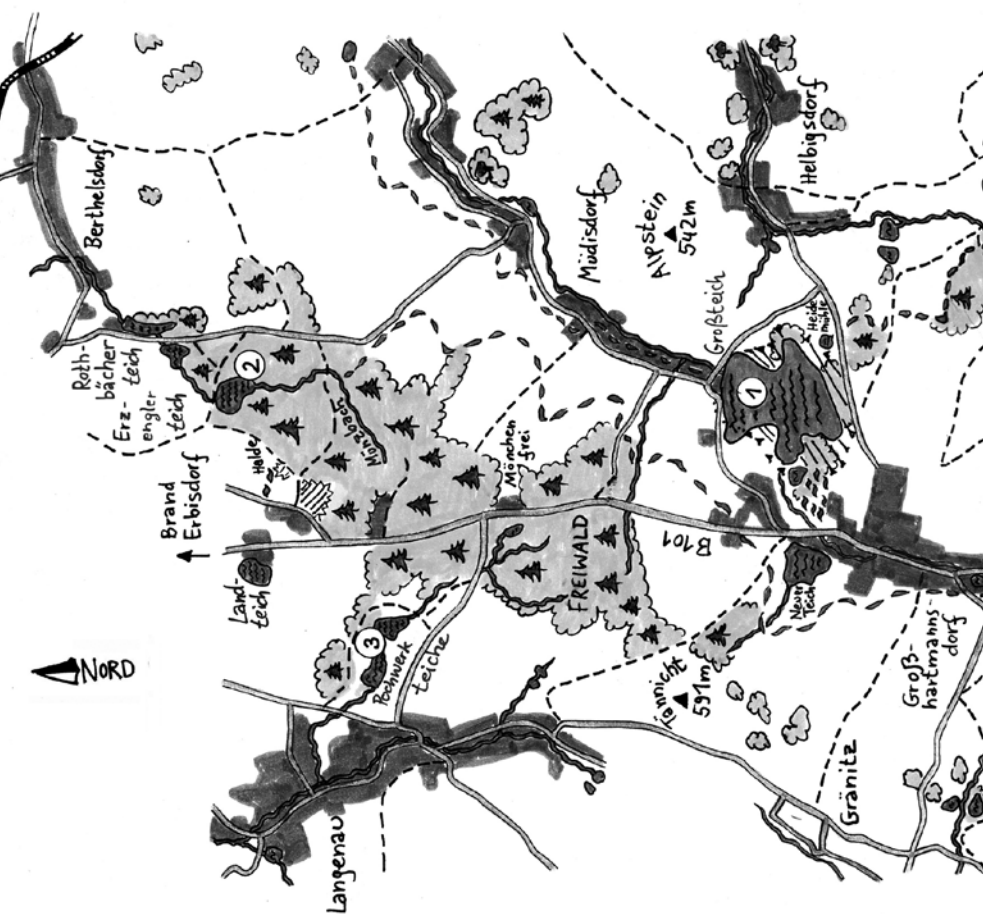 Berthelsdorf
Roth-
bächer
Erz- teich
engler
teich
2
Halde
Münzbach
Brand
Erbisdorf
Land-
teich
NORD
3
Pochwerk
teiche
Langenau
Müdisdorf
Alpstein
542m
Helbigsdorf
Großteich
Heide
mühle
1
Mönchen
frei
FREIWALD
B101
Neuer
Teich
Tännicht
591m
Groß-
hartmanns-
dorf
Gränitz